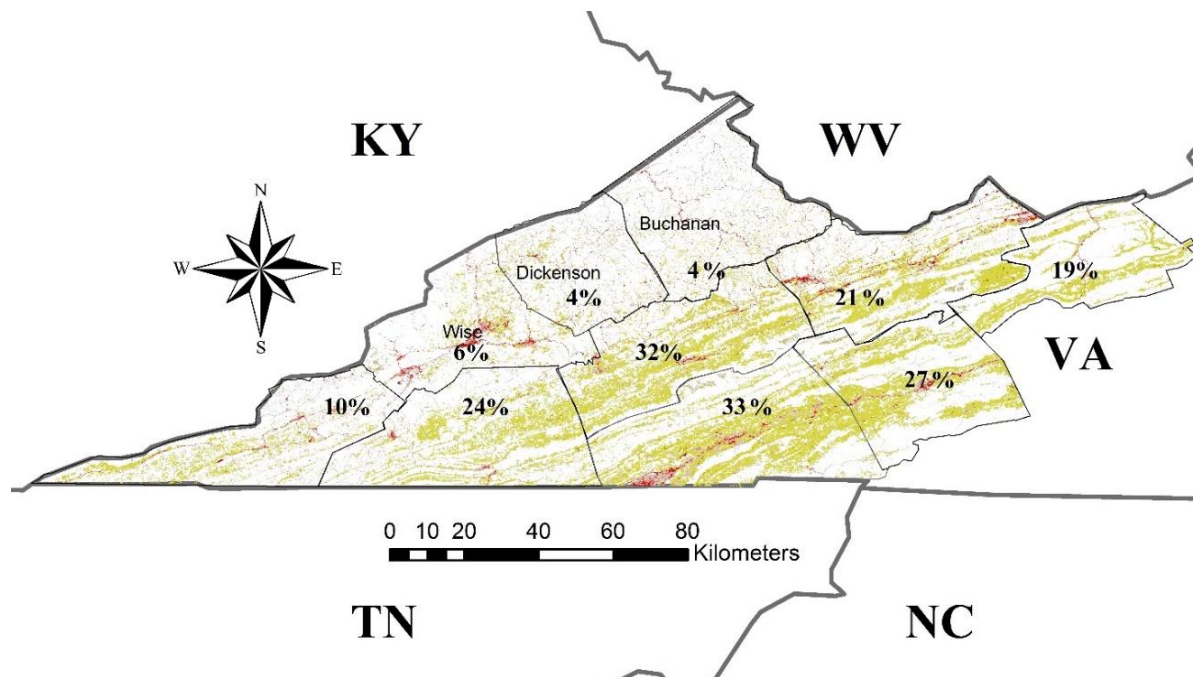 KY
WV
N
W
E
S
Buchanan
Dickenson
4%
4%
19%
21%
Wise
6%
32%
VA
27%
10%
24%
33%
0 10 20 40 60 80
Kilometers
TN
NC